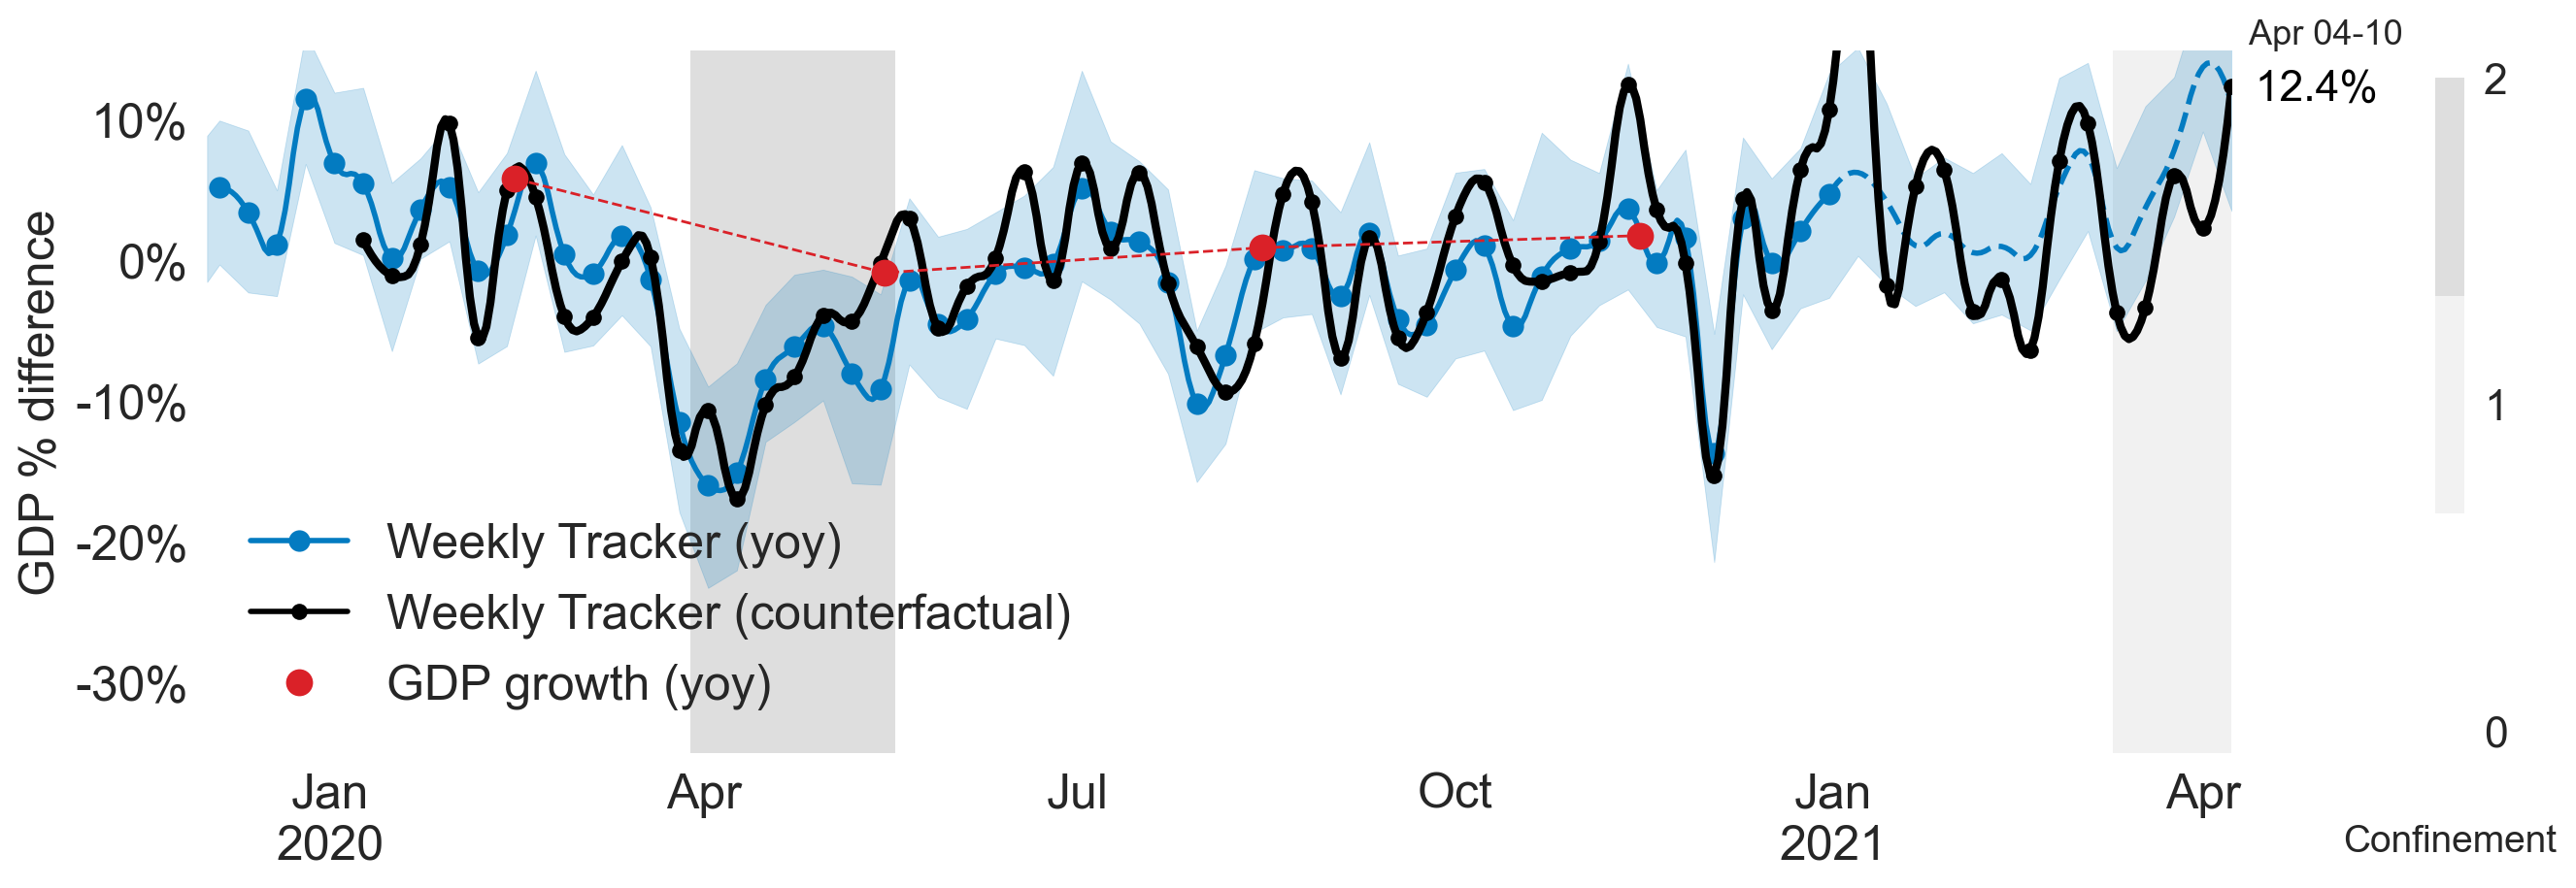 Apr 04-10
12.4%
10%
0%
-10%
-20%
-30%
GDP % difference
Weekly Tracker (yoy)
Weekly Tracker (counterfactual)
GDP growth (yoy)
Jan
2020
Apr
Jul
Oct
Jan
2021
Apr
2
1
0
Confinement